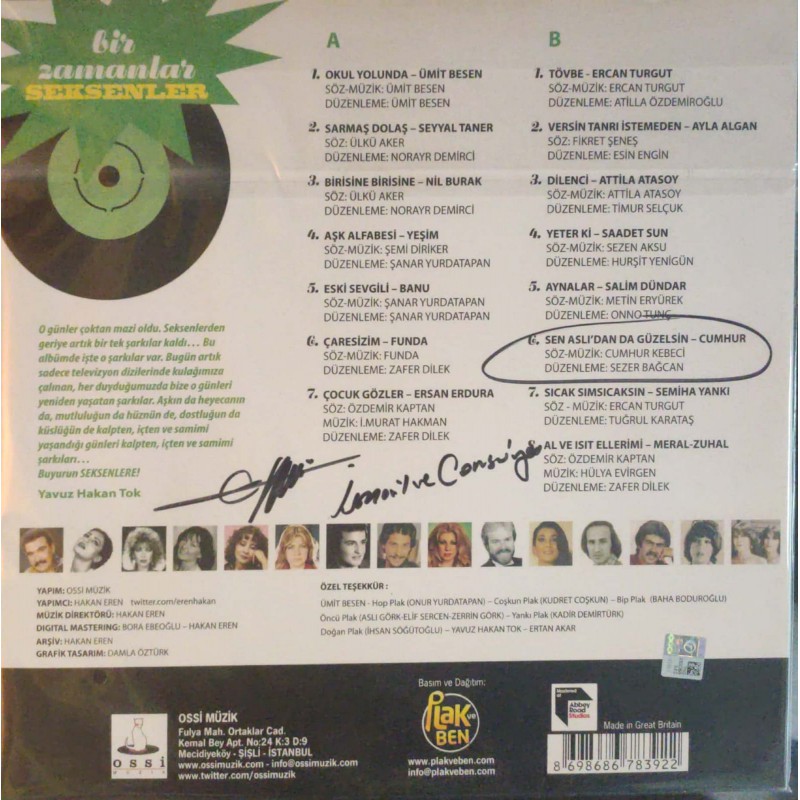 bir
zamanlar
SEKSENLER
A
1. OKUL YOLUNDA – ÜMİT BESEN
SÖZ-MÜZİK: ÜMİT BESEN
DÜZENLEME: ÜMİT BESEN
2. SARMAŞ DOLAŞ – SEYYAL TANER
SÖZ: ÜLKÜ AKER
DÜZENLEME: NORAYR DEMİRCİ
3. BİRİSİNE BİRİSİNE – NİL BURAK
SÖZ: ÜLKÜ AKER
DÜZENLEME: NORAYR DEMİRCİ
4. AŞK ALFABESİ – YEŞİM
SÖZ-MÜZİK: ŞEMİ DİRİKER
DÜZENLEME: ŞANAR YURDATAPAN
5. ESKİ SEVGİLİ – BANU
SÖZ-MÜZİK: ŞANAR YURDATAPAN
DÜZENLEME: ŞANAR YURDATAPAN
6. ÇARESİZİM – FUNDA
SÖZ-MÜZİK: FUNDA
DÜZENLEME: ZAFER DİLEK
7. ÇOCUK GÖZLER – ERSAN ERDURA
SÖZ: ÖZDEMİR KAPTAN
MÜZİK: İ.MURAT HAKMAN
DÜZENLEME: ZAFER DİLEK
B
1. TÖVBE – ERCAN TURGUT
SÖZ-MÜZİK: ERCAN TURGUT
DÜZENLEME: ATİLLA ÖZDEMİROĞLU
2. VERSİN TANRI İSTEMEDEN – AYLA ALGAN
SÖZ: FİKRET ŞENEŞ
DÜZENLEME: ESİN ENGİN
3. DİLENCİ – ATTİLA ATASOY
SÖZ-MÜZİK: ATTİLA ATASOY
DÜZENLEME: TİMUR SELÇUK
4. YETER Kİ – SAADET SUN
SÖZ-MÜZİK: SEZEN AKSU
DÜZENLEME: HURŞİT YENİGÜN
5. AYNALAR – SALİM DÜNDAR
SÖZ-MÜZİK: METİN ERYÜREK
DÜZENLEME: ONNO TUNÇ
6. SEN ASLI'DAN DA GÜZELSİN – CUMHUR
SÖZ-MÜZİK: CUMHUR KEBECİ
DÜZENLEME: SEZER BAĞCAN
7. SICAK SIMSICAKSIN – SEMİHA YANKI
SÖZ - MÜZİK: ERCAN TURGUT
DÜZENLEME: TUĞRUL KARATAŞ
AL VE ISIT ELLERİMİ – MERAL-ZUHAL
SÖZ: ÖZDEMİR KAPTAN
MÜZİK: HÜLYA EVİRGEN
DÜZENLEME: ZAFER DİLEK
O günler çoktan mazi oldu. Seksenlerden
geriye artık bir tek şarkılar kaldı... Bu
albümde işte o şarkılar var. Bugün artık
sadece televizyon dizilerinde kulağımıza
çalınan, her duyduğumuzda bize o günleri
yeniden yaşatan şarkılar. Aşkın da heyecanın
da, mutluluğun da hüznün de, dostluğun da
küslüğün de kalpten, içten ve samimi
yaşandığı günleri kalpten, içten ve samimi
şarkıları...
Buyurun SEKSENLERE!
Yavuz Hakan Tok
YAPIM: OSSİ MÜZİK
YAPIMCI: HAKAN EREN twitter.com/erenhakan
MÜZİK DİREKTÖRÜ: HAKAN EREN
DIGITAL MASTERING: BORA EBEOĞLU – HAKAN EREN
ARŞİV: HAKAN EREN
GRAFİK TASARIM: DAMLA ÖZTÜRK
ÖZEL TEŞEKKÜR :
ÜMİT BESEN - Hop Plak (ONUR YURDATAPAN) – Coşkun Plak (KUDRET COŞKUN) – Bip Plak (BAHA BODUROĞLU)
Öncü Plak (ASLI GÖRK-ELİF SERCEN-ZERRİN GÖRK) – Yankı Plak (KADİR DEMİRTÜRK)
Doğan Plak (İHSAN SÖĞÜTOĞLU) – YAVUZ HAKAN TOK – ERTAN AKAR
ossi
MÜZİK
OSSİ MÜZİK
Fulya Mah. Ortaklar Cad.
Kemal Bey Apt. No:24 K:3 D:9
Mecidiyeköy - ŞİŞLİ - İSTANBUL
www.ossimuzik.com - info@ossimuzik.com
www.twitter.com/ossimuzik
Basım ve Dağıtım:
Plak ve
BEN
www.plakveben.com
info@plakveben.com
Mastered at
Abbey
Road
Studios
Made in Great Britain
8 698686 783922